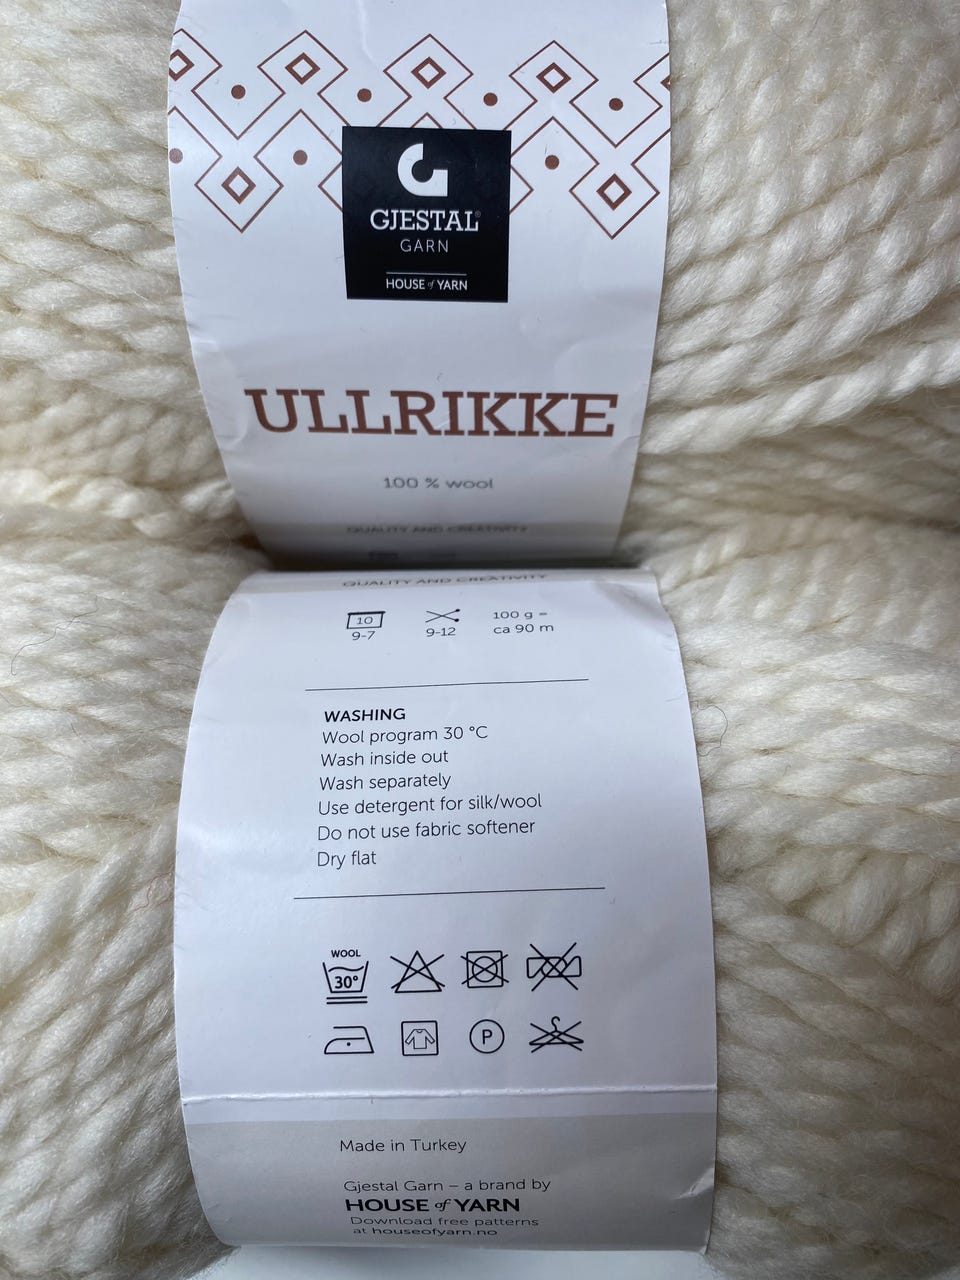 GJESTAL®
GARN
HOUSE of YARN
ULLRIKKE
100 % wool
QUALITY AND CREATIVITY
QUALITY AND CREATIVITY
10
9-7
9-12
100 g =
ca 90 m
WASHING
Wool program 30 °C
Wash inside out
Wash separately
Use detergent for silk/wool
Do not use fabric softener
Dry flat
WOOL
30°
P
Made in Turkey
Gjestal Garn – a brand by
HOUSE of YARN
Download free patterns
at houseofyarn.no